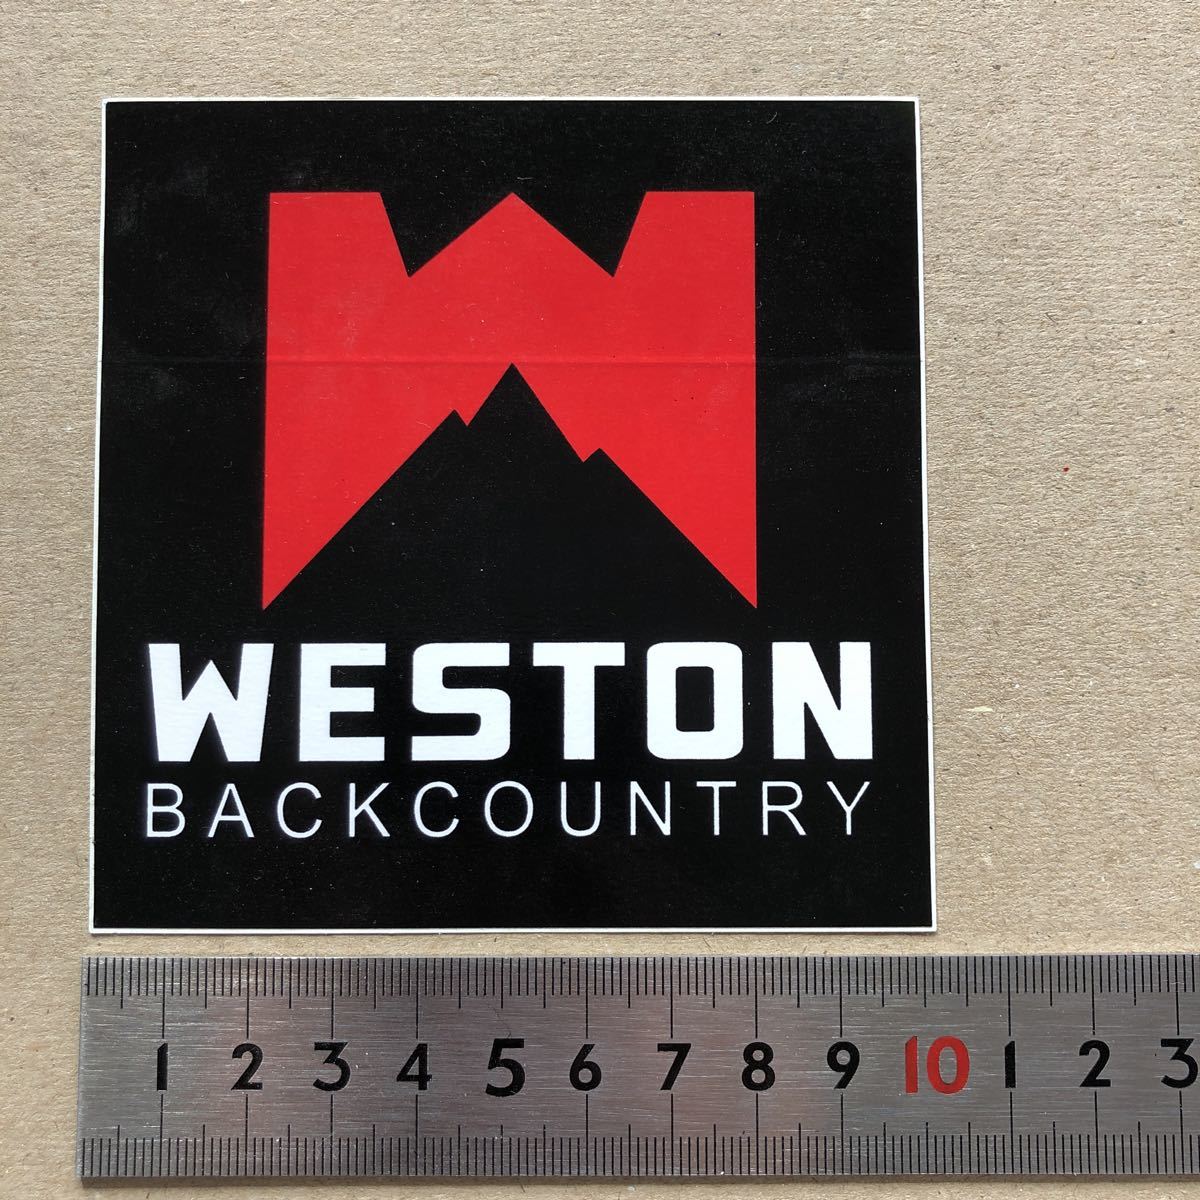 WESTON
BACKCOUNTRY
1 2 3 4 5 6 7 8 9 10 1 2 3